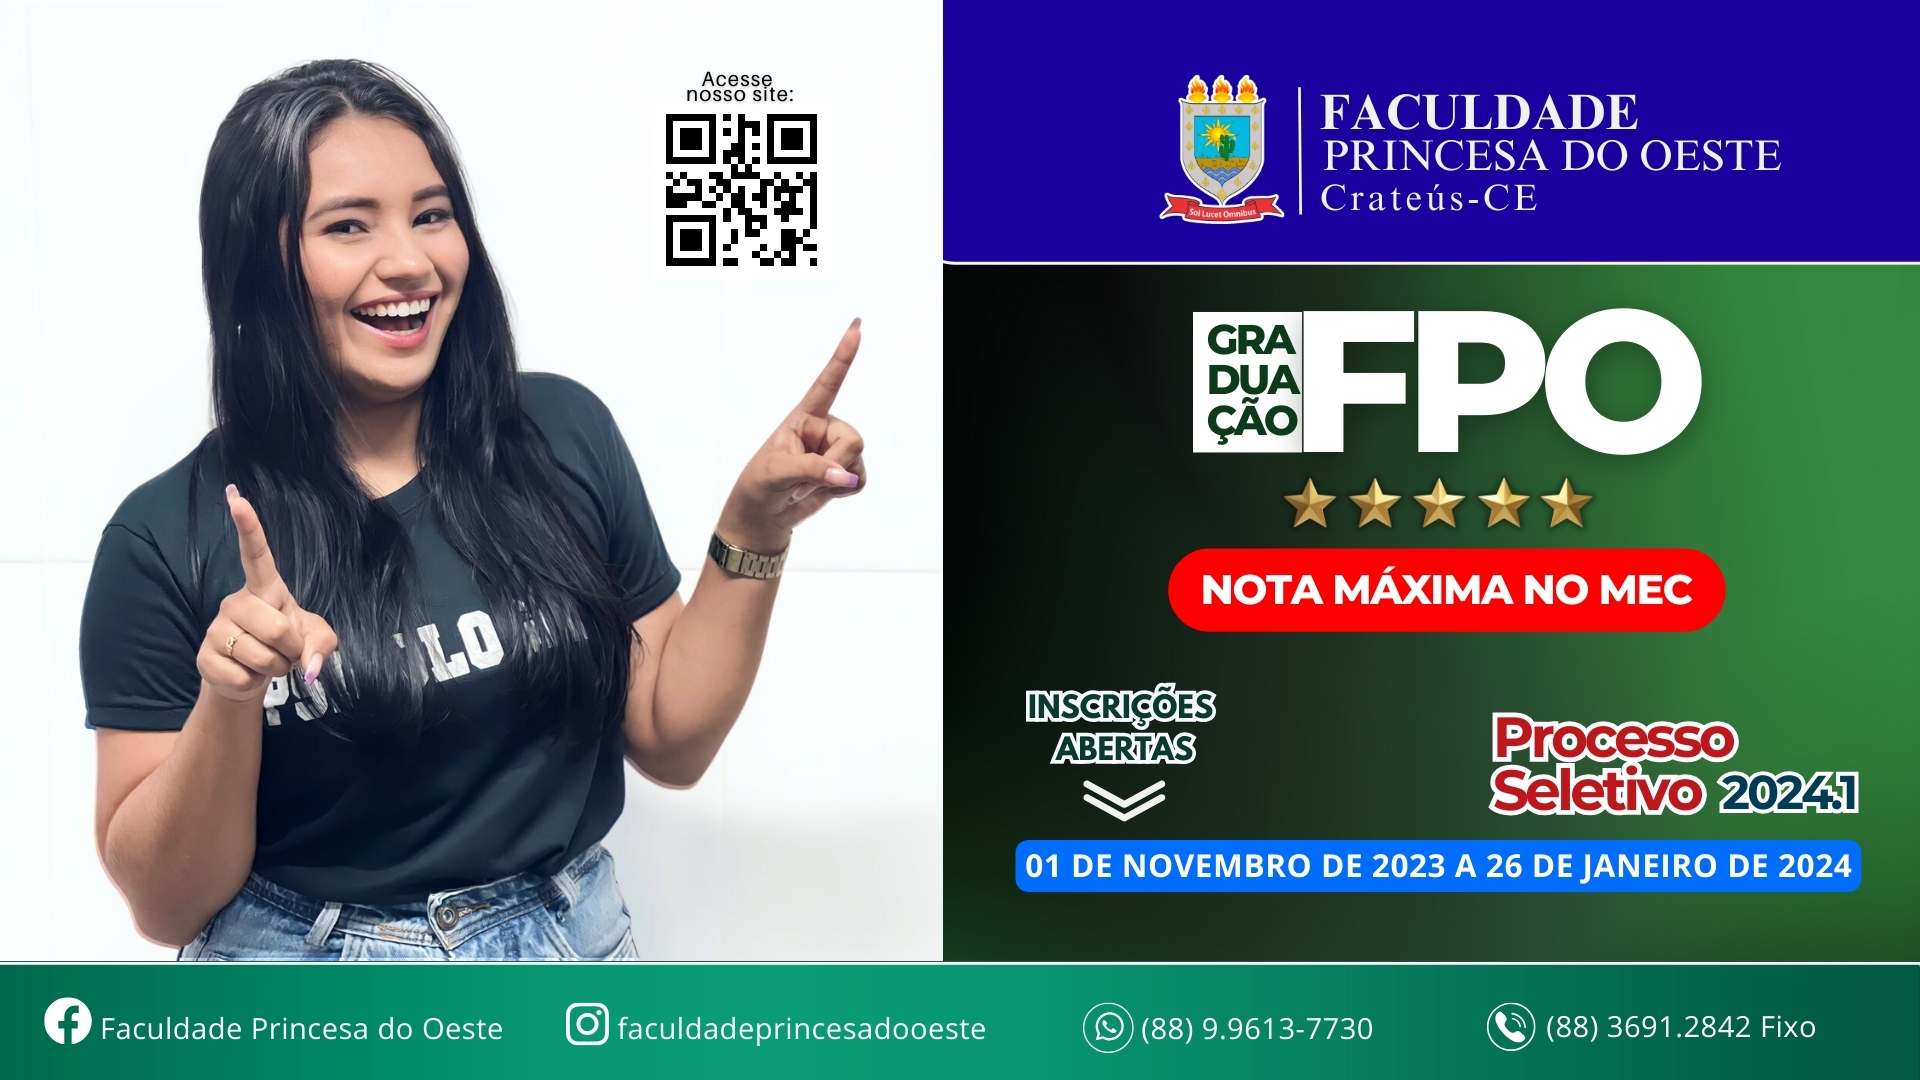 Acesse
nosso site:
FACULDADE
PRINCESA DO OESTE
Crateús-CE
Sol Lucet Omnibus
GRA
DUA
ÇÃO
FPO
NOTA MÁXIMA NO MEC
INSCRIÇÕES
ABERTAS
Processo
Seletivo 2024.1
01 DE NOVEMBRO DE 2023 A 26 DE JANEIRO DE 2024
Faculdade Princesa do Oeste
faculdadeprincesadooeste
(88) 9.9613-7730
(88) 3691.2842 Fixo